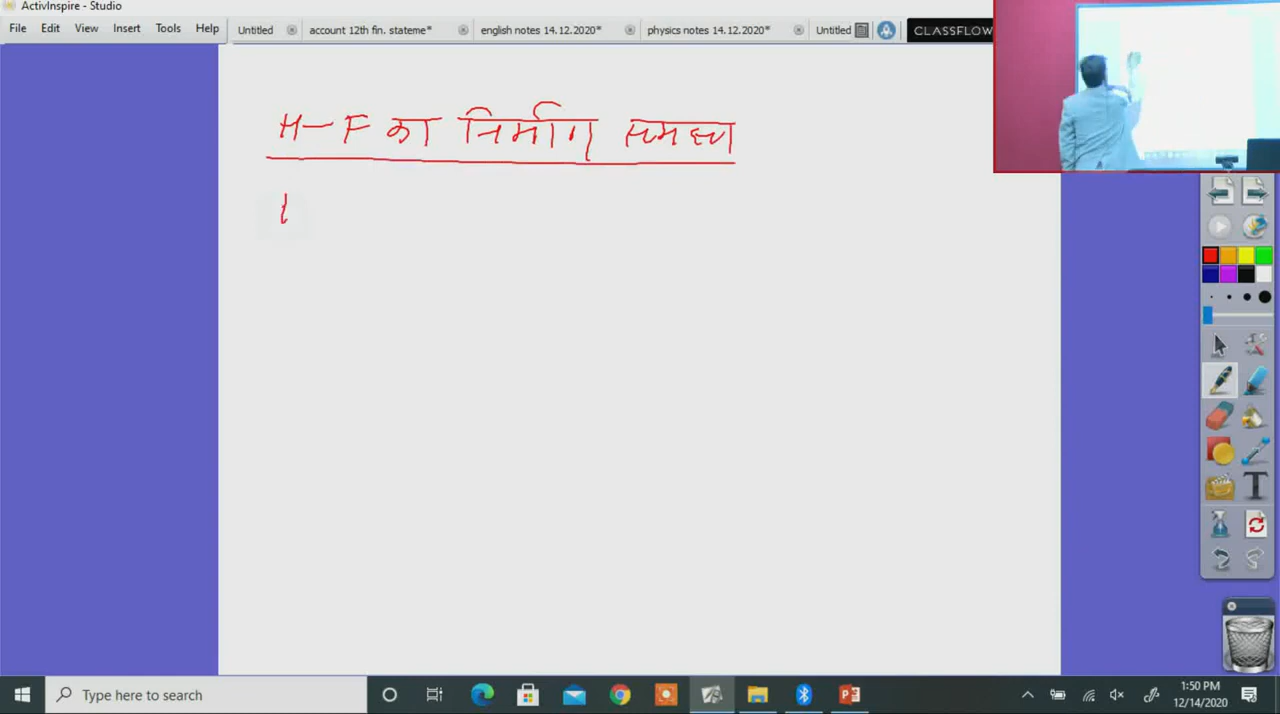 ActivInspire - Studio
File Edit View Insert Tools Help Untitled account 12th fin. stateme* english notes 14.12.2020* physics notes 14.12.2020* Untitled CLASSFLOW
H-F का निर्माण समझा
Type here to search
1:50 PM
12/14/2020